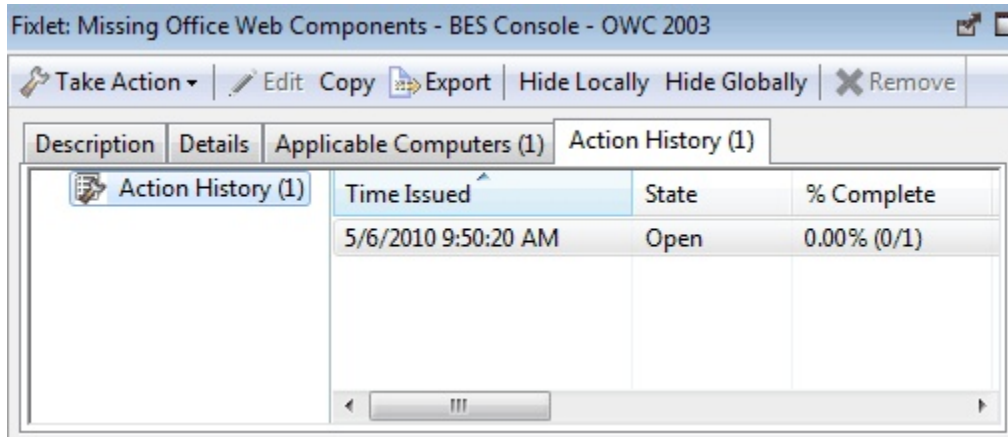 Fixlet: Missing Office Web Components - BES Console - OWC 2003
Take Action Edit Copy Export Hide Locally Hide Globally Remove
Description Details Applicable Computers (1) Action History (1)
Action History (1) Time Issued State % Complete
5/6/2010 9:50:20 AM Open 0.00% (0/1)